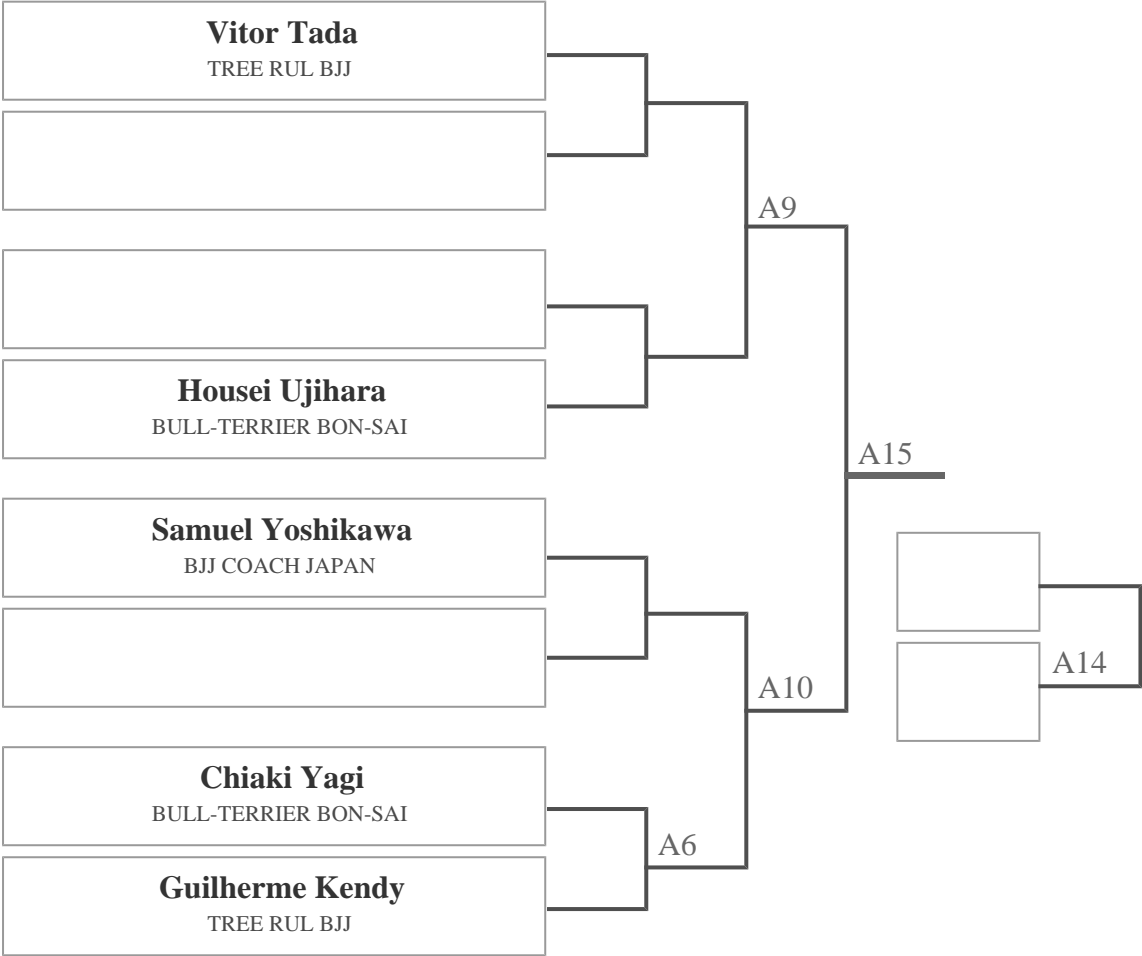 Vitor Tada
TREE RUL BJJ
A9
Housei Ujihara
BULL-TERRIER BON-SAI
A15
Samuel Yoshikawa
BJJ COACH JAPAN
A14
A10
Chiaki Yagi
BULL-TERRIER BON-SAI
A6
Guilherme Kendy
TREE RUL BJJ